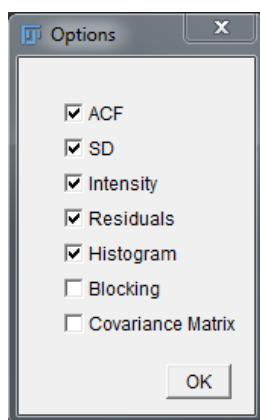 Options
ACF
SD
Intensity
Residuals
Histogram
Blocking
Covariance Matrix
OK